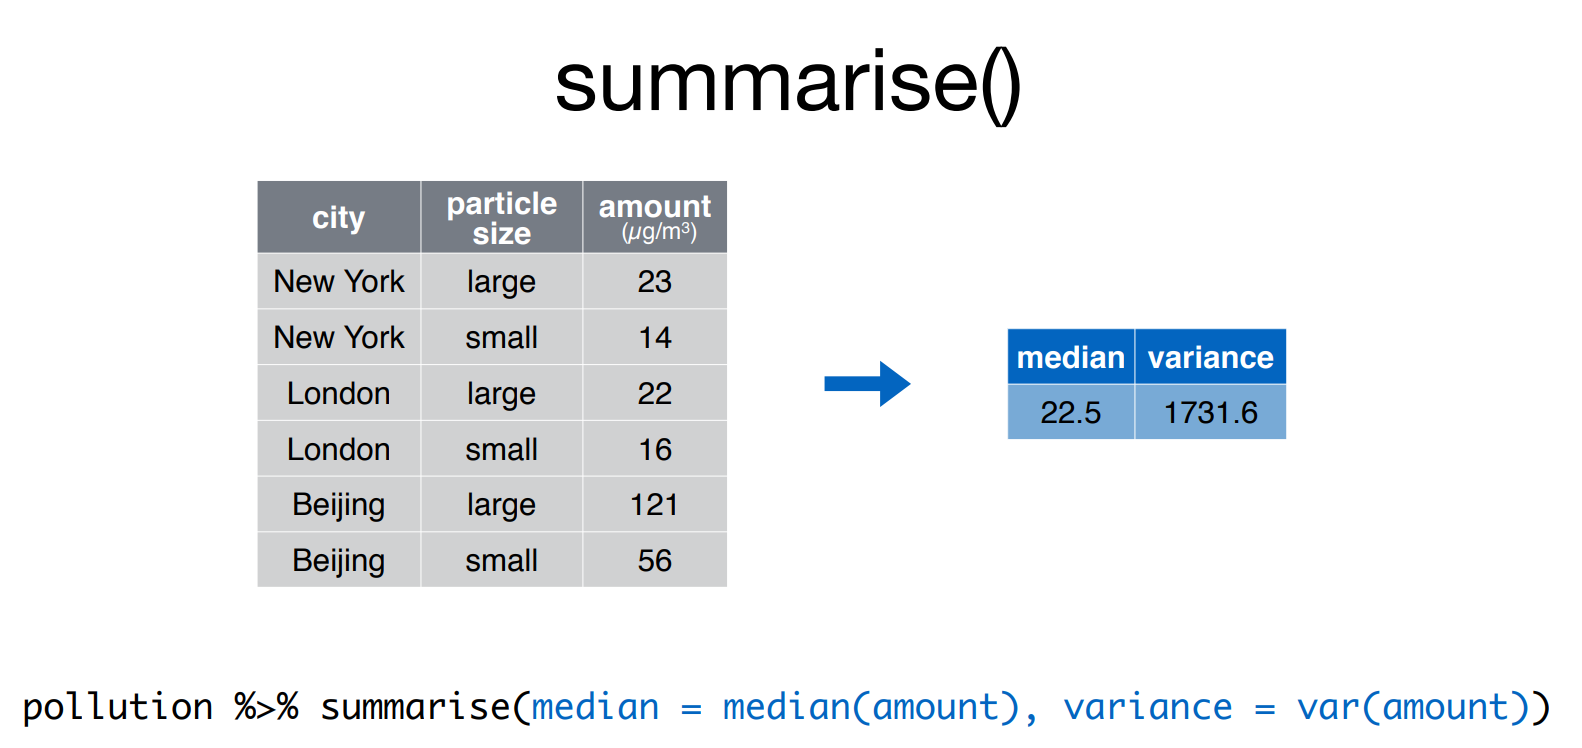 summarise()
city particle size amount (µg/m³)
New York large 23
New York small 14
London large 22
London small 16
Beijing large 121
Beijing small 56
median variance
22.5 1731.6
pollution %>% summarise(median = median(amount), variance = var(amount))